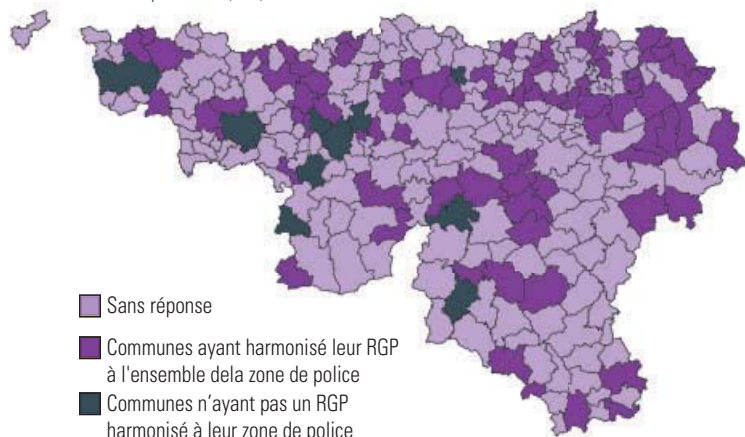 Sans réponse
Communes ayant harmonisé leur RGP
à l'ensemble dela zone de police
Communes n'ayant pas un RGP
harmonisé à leur zone de police